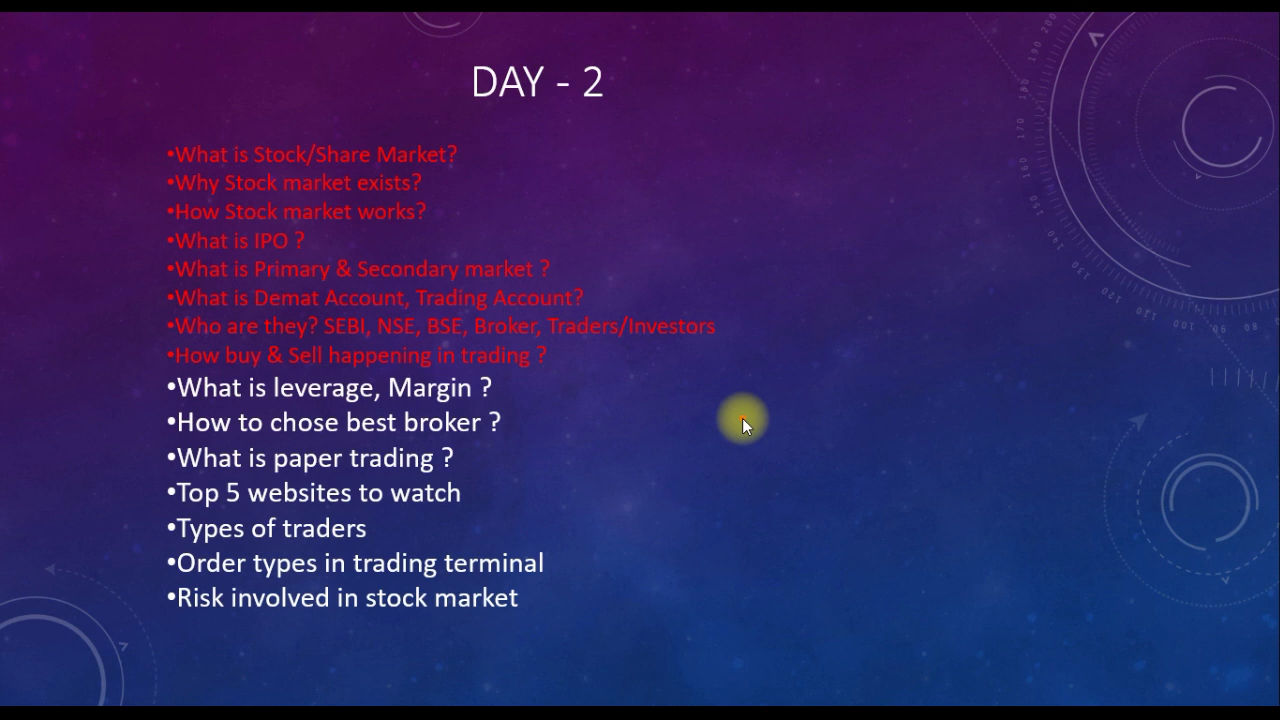 DAY - 2
•What is Stock/Share Market?
•Why Stock market exists?
•How Stock market works?
•What is IPO ?
•What is Primary & Secondary market ?
•What is Demat Account, Trading Account?
•Who are they? SEBI, NSE, BSE, Broker, Traders/Investors
•How buy & Sell happening in trading ?
•What is leverage, Margin ?
•How to chose best broker ?
•What is paper trading ?
•Top 5 websites to watch
•Types of traders
•Order types in trading terminal
•Risk involved in stock market